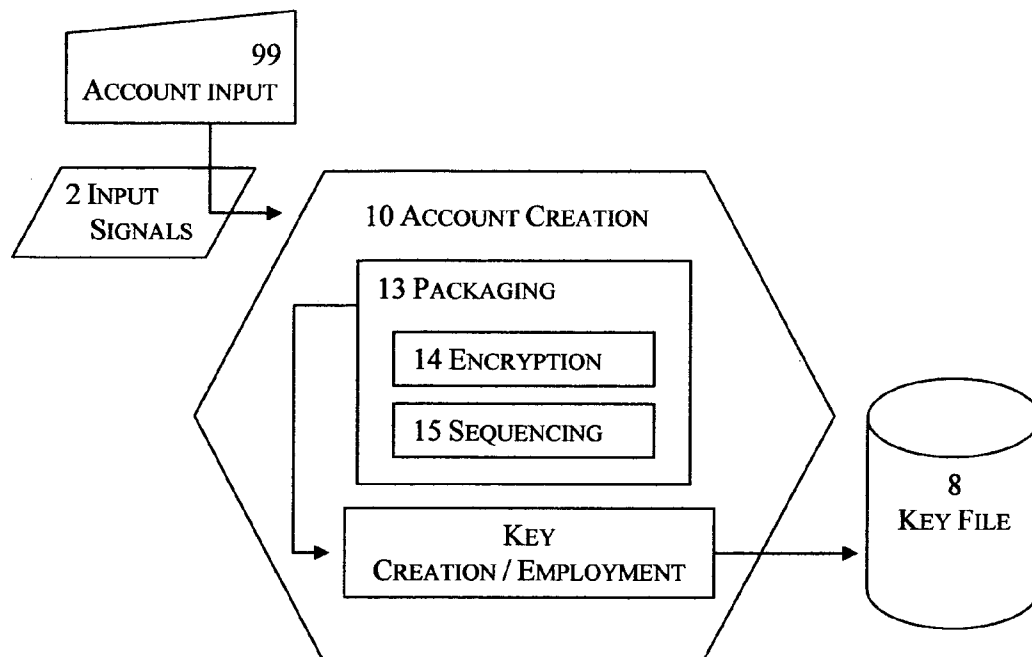 99
ACCOUNT INPUT
2 INPUT
SIGNALS
10 ACCOUNT CREATION
13 PACKAGING
14 ENCRYPTION
15 SEQUENCING
KEY
CREATION / EMPLOYMENT
8
KEY FILE